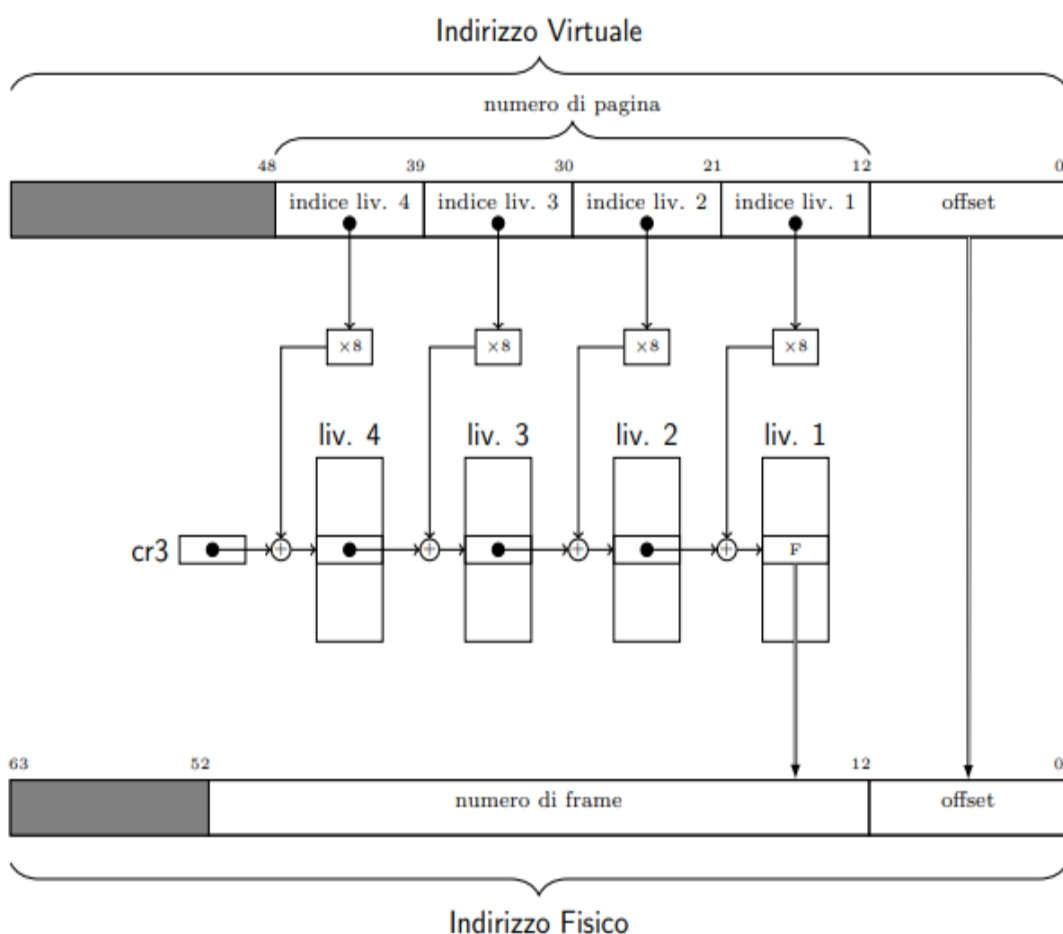 Indirizzo Virtuale
numero di pagina
48 39 30 21 12 0
indice liv. 4 indice liv. 3 indice liv. 2 indice liv. 1 offset
×8 ×8 ×8 ×8
liv. 4 liv. 3 liv. 2 liv. 1
cr3 + + + + F
63 52 12 0
numero di frame offset
Indirizzo Fisico